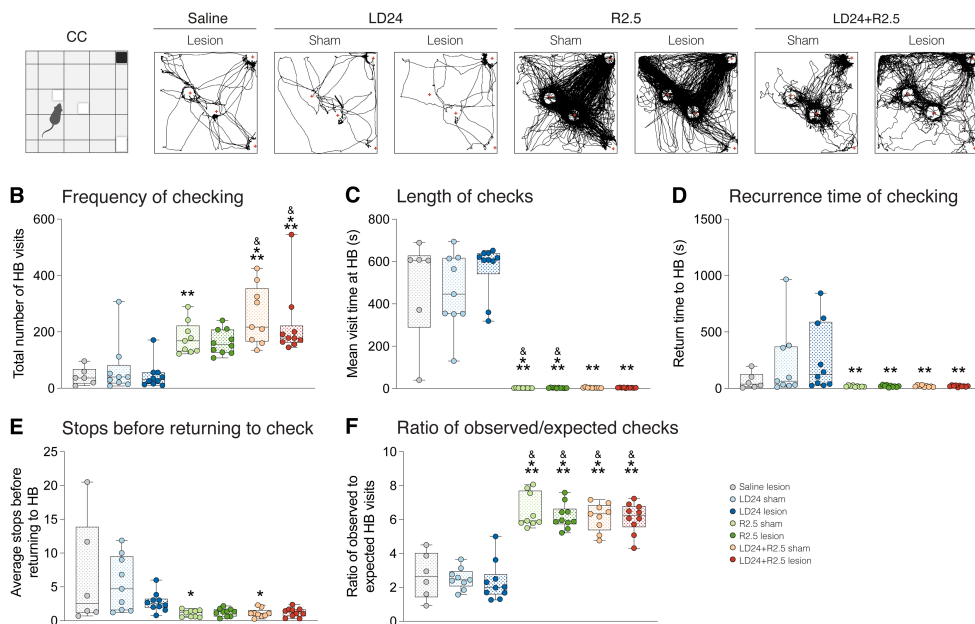 Saline LD24 R2.5 LD24+R2.5
CC Lesion Sham Lesion Sham Lesion Sham Lesion
B Frequency of checking
Total number of HB visits
600
400
200
0
**
&
*
**
&
*
**
C Length of checks
Mean visit time at HB (s)
800
600
400
200
0
&
*
**
&
*
**
**
**
D Recurrence time of checking
Return time to HB (s)
1500
1000
500
0
** ** ** **
E Stops before returning to check
Average stops before
returning to HB
25
20
15
10
5
0
* *
F Ratio of observed/expected checks
Ratio of observed to
expected HB visits
10
8
6
4
2
0
& & & &
* * * *
** ** ** **
Saline lesion
LD24 sham
LD24 lesion
R2.5 sham
R2.5 lesion
LD24+R2.5 sham
LD24+R2.5 lesion